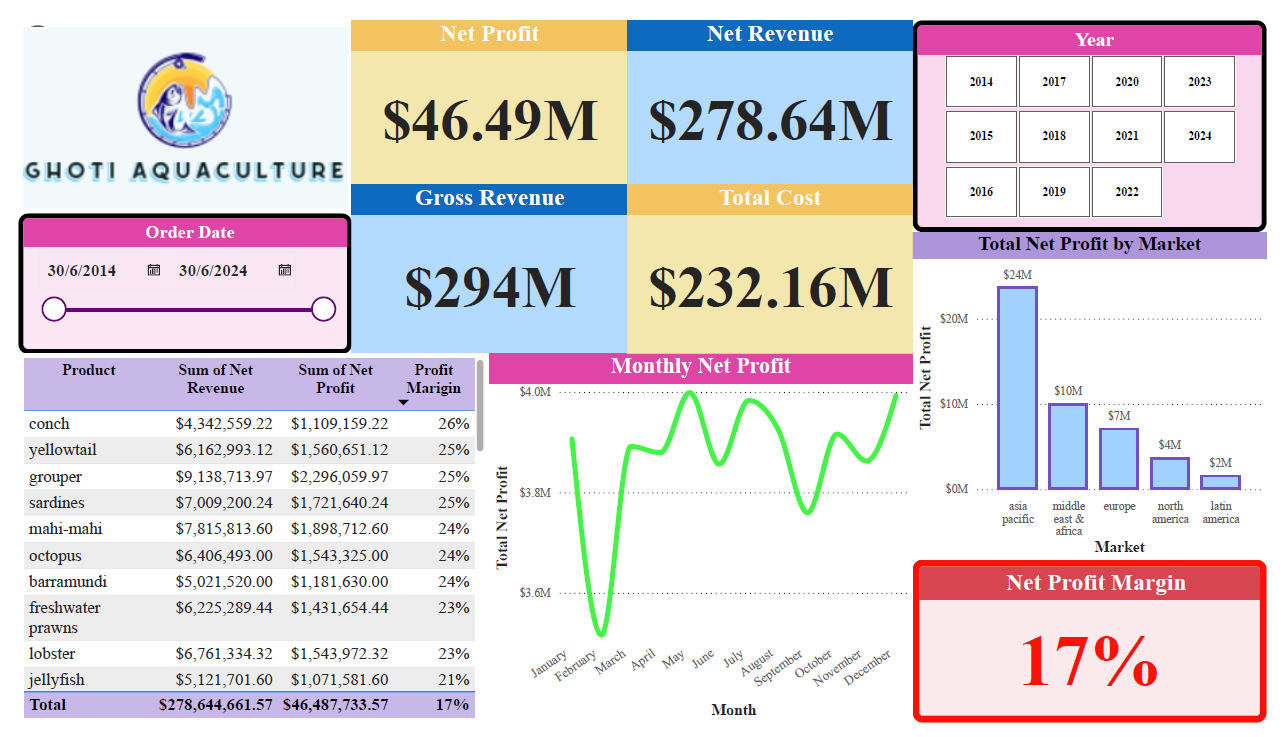 GHOTI AQUACULTURE
Net Profit
$46.49M
Net Revenue
$278.64M
Gross Revenue
$294M
Total Cost
$232.16M
Year
2014 2017 2020 2023
2015 2018 2021 2024
2016 2019 2022
Order Date
30/6/2014 30/6/2024
Product Sum of Net Revenue Sum of Net Profit Profit Marigin
conch $4,342,559.22 $1,109,159.22 26%
yellowtail $6,162,993.12 $1,560,651.12 25%
grouper $9,138,713.97 $2,296,059.97 25%
sardines $7,009,200.24 $1,721,640.24 25%
mahi-mahi $7,815,813.60 $1,898,712.60 24%
octopus $6,406,493.00 $1,543,325.00 24%
barramundi $5,021,520.00 $1,181,630.00 24%
freshwater prawns $6,225,289.44 $1,431,654.44 23%
lobster $6,761,334.32 $1,543,972.32 23%
jellyfish $5,121,701.60 $1,071,581.60 21%
Total $278,644,661.57 $46,487,733.57 17%
Monthly Net Profit
Total Net Profit
$4.0M
$3.8M
$3.6M
January February March April May June July August September October November December
Month
Total Net Profit by Market
Total Net Profit
$20M
$10M
$0M
$24M
$10M
$7M
$4M
$2M
asia pacific
middle east & africa
europe
north america
latin america
Market
Net Profit Margin
17%